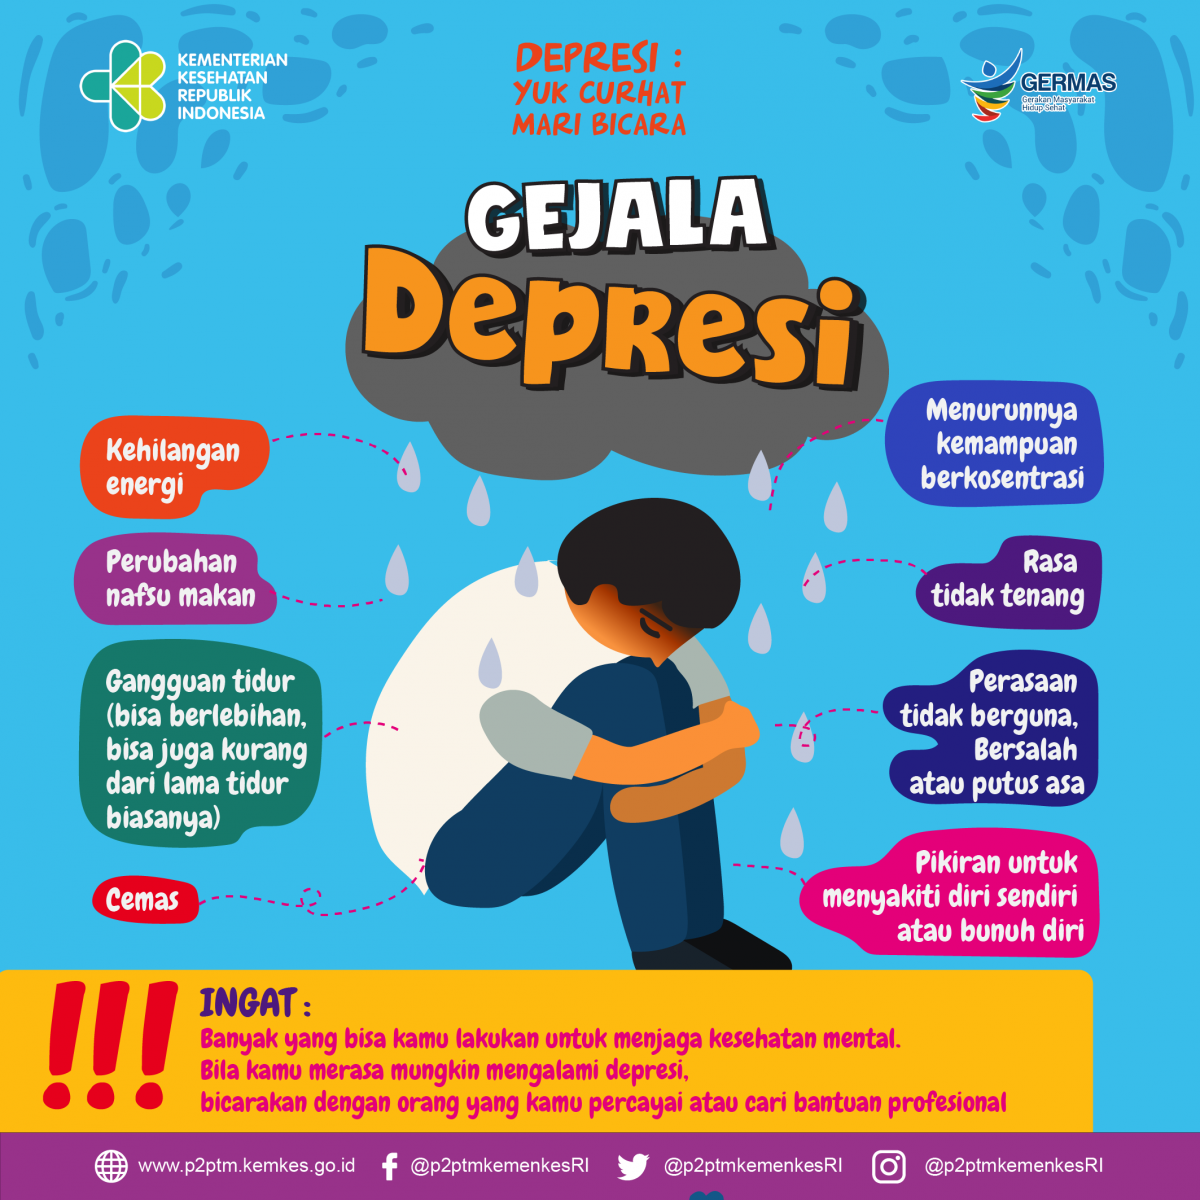 KEMENTERIAN
KESEHATAN
REPUBLIK
INDONESIA
DEPRESI :
YUK CURHAT
MARI BICARA
GERMAS
Gerakan Masyarakat
Hidup Sehat
GEJALA
Depresi
Kehilangan
energi
Perubahan
nafsu makan
Gangguan tidur
(bisa berlebihan,
bisa juga kurang
dari lama tidur
biasanya)
Cemas
Menurunnya
kemampuan
berkosentrasi
Rasa
tidak tenang
Perasaan
tidak berguna,
Bersalah
atau putus asa
Pikiran untuk
menyakiti diri sendiri
atau bunuh diri
!!!
INGAT :
Banyak yang bisa kamu lakukan untuk menjaga kesehatan mental.
Bila kamu merasa mungkin mengalami depresi,
bicarakan dengan orang yang kamu percayai atau cari bantuan profesional
www.p2ptm.kemkes.go.id @p2ptmkemenkesRI @p2ptmkemenkesRI @p2ptmkemenkesRI